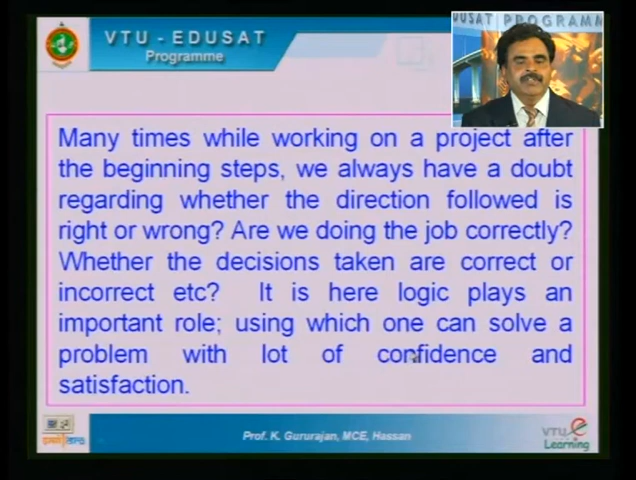 VTU - EDUSAT
Programme
DUSAT PROGRAMM
Many times while working on a project after
the beginning steps, we always have a doubt
regarding whether the direction followed is
right or wrong? Are we doing the job correctly?
Whether the decisions taken are correct or
incorrect etc? It is here logic plays an
important role; using which one can solve a
problem with lot of confidence and
satisfaction.
Prof. K. Gururajan, MCE, Hassan
VTU e
Learning